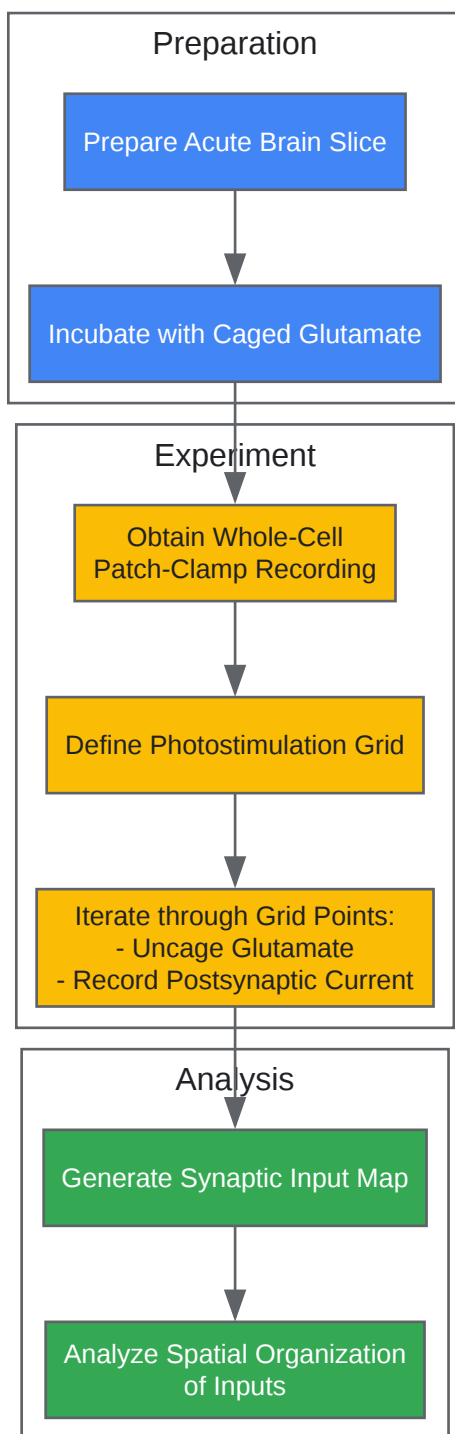 Preparation
Prepare Acute Brain Slice
Incubate with Caged Glutamate
Experiment
Obtain Whole-Cell
Patch-Clamp Recording
Define Photostimulation Grid
Iterate through Grid Points:
- Uncage Glutamate
- Record Postsynaptic Current
Analysis
Generate Synaptic Input Map
Analyze Spatial Organization
of Inputs